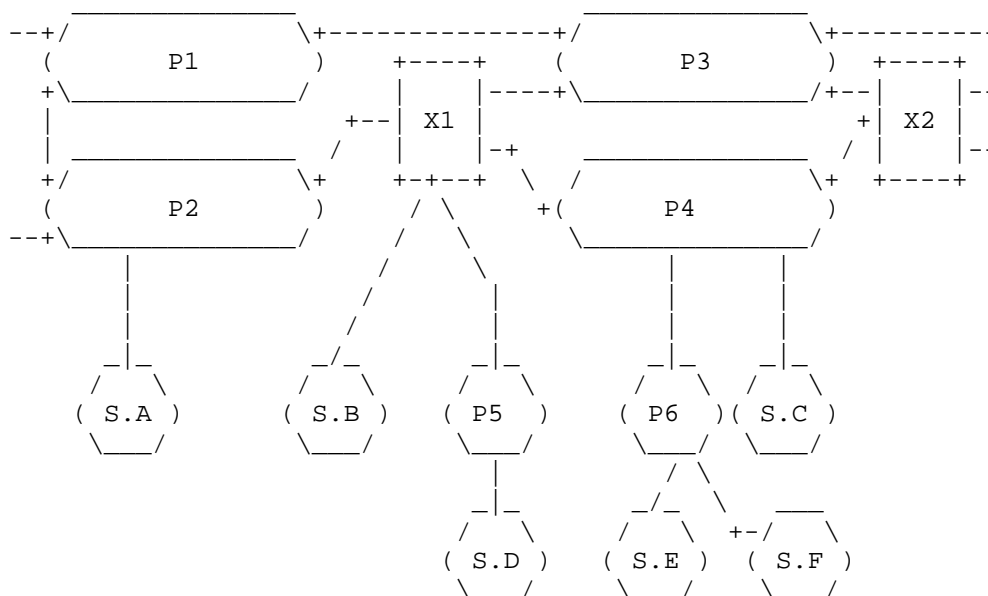 P1 P3
X1 X2
P2 P4
S.A S.B P5 P6 S.C
S.D S.E S.F